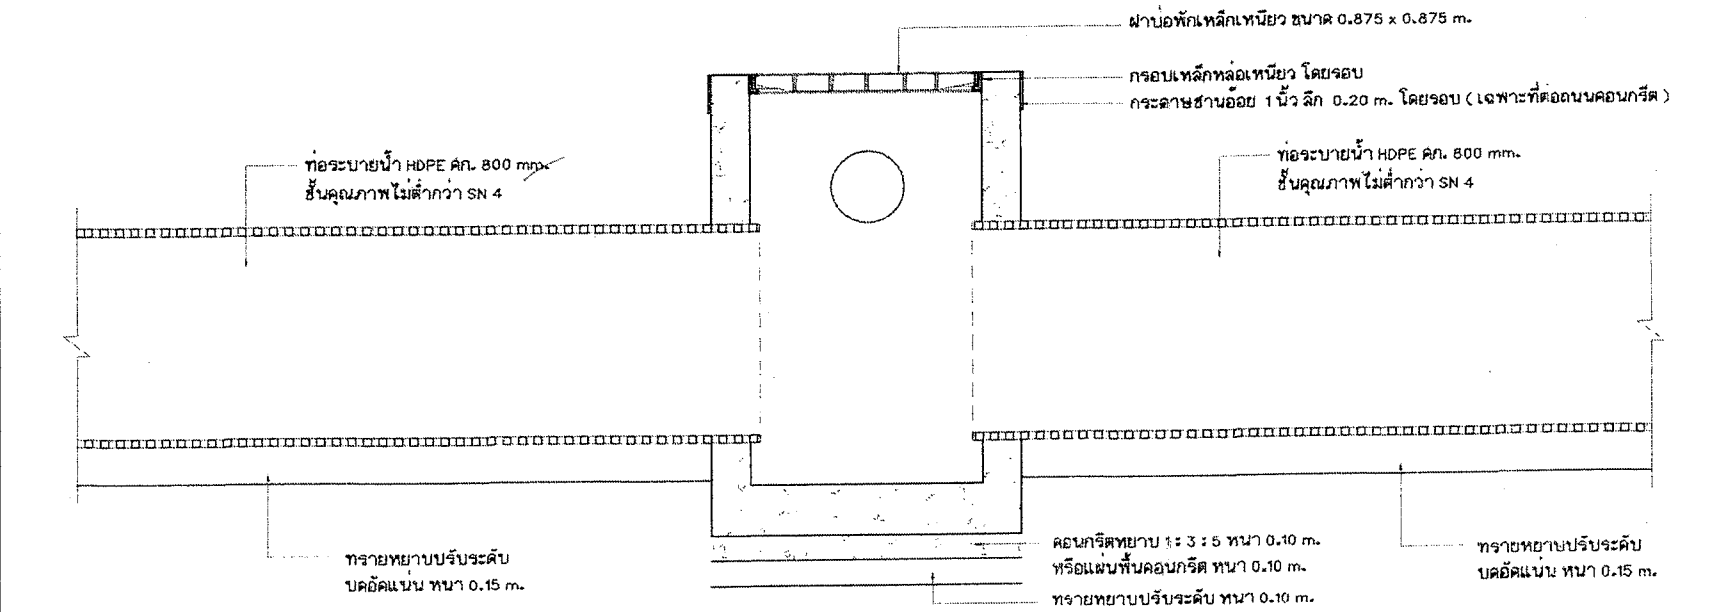 ฝาบ่อพักเหล็กเหนียว ขนาด 0.875 x 0.875 m.
กรอบเหล็กหล่อเหนียว โดยรอบ
กระดาษชานอ้อย 1 นิ้ว ลึก 0.20 m. โดยรอบ ( เฉพาะที่ต่อถนนคอนกรีต )
ท่อระบายน้ำ HDPE ศก. 800 mm.
ชั้นคุณภาพไม่ต่ำกว่า SN 4
ท่อระบายน้ำ HDPE ศก. 800 mm.
ชั้นคุณภาพไม่ต่ำกว่า SN 4
ทรายหยาบปรับระดับ
บดอัดแน่น หนา 0.15 m.
คอนกรีตหยาบ 1 : 3 : 5 หนา 0.10 m.
หรือแผ่นพื้นคอนกรีต หนา 0.10 m.
ทรายหยาบปรับระดับ หนา 0.10 m.
ทรายหยาบปรับระดับ
บดอัดแน่น หนา 0.15 m.